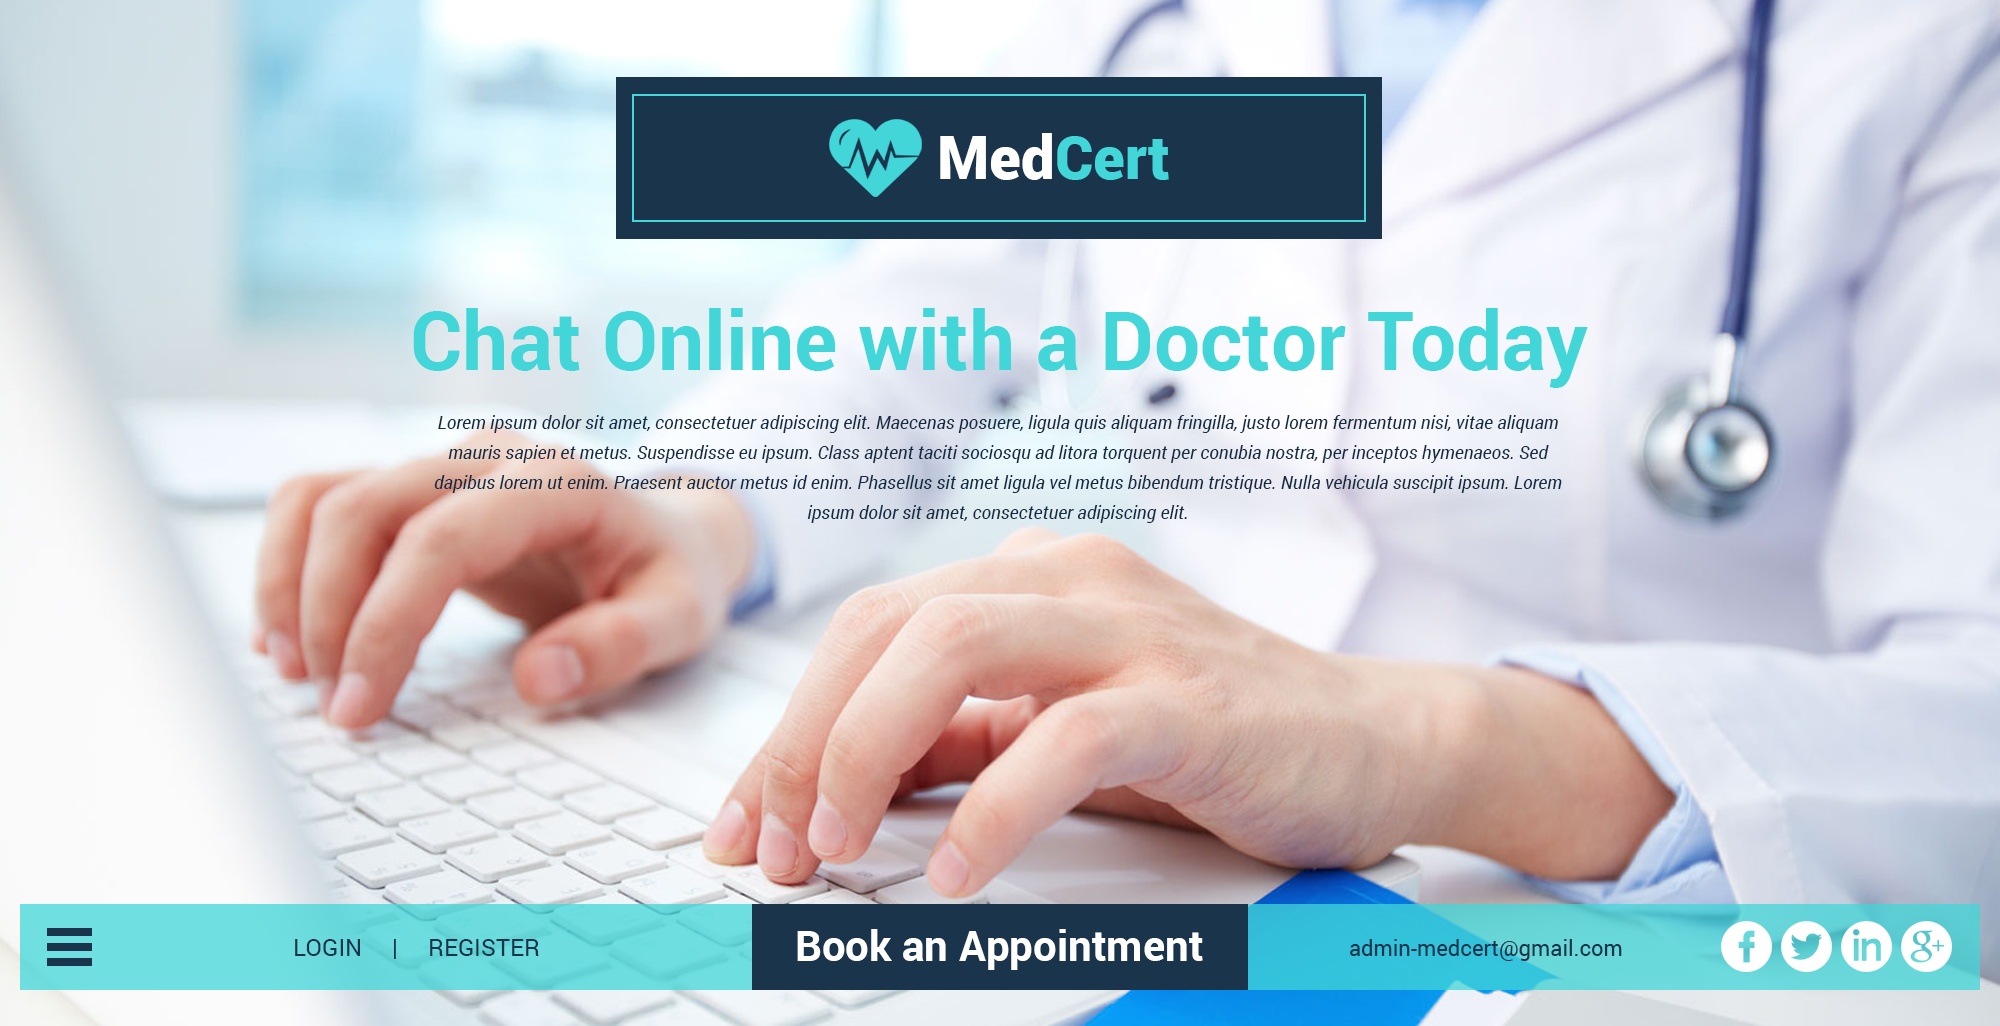 MedCert
Chat Online with a Doctor Today
Lorem ipsum dolor sit amet, consectetuer adipiscing elit. Maecenas posuere, ligula quis aliquam fringilla, justo lorem fermentum nisi, vitae aliquam
mauris sapien et metus. Suspendisse eu ipsum. Class aptent taciti sociosqu ad litora torquent per conubia nostra, per inceptos hymenaeos. Sed
dapibus lorem ut enim. Praesent auctor metus id enim. Phasellus sit amet ligula vel metus bibendum tristique. Nulla vehicula suscipit ipsum. Lorem
ipsum dolor sit amet, consectetuer adipiscing elit.
LOGIN | REGISTER Book an Appointment admin-medcert@gmail.com f in g+